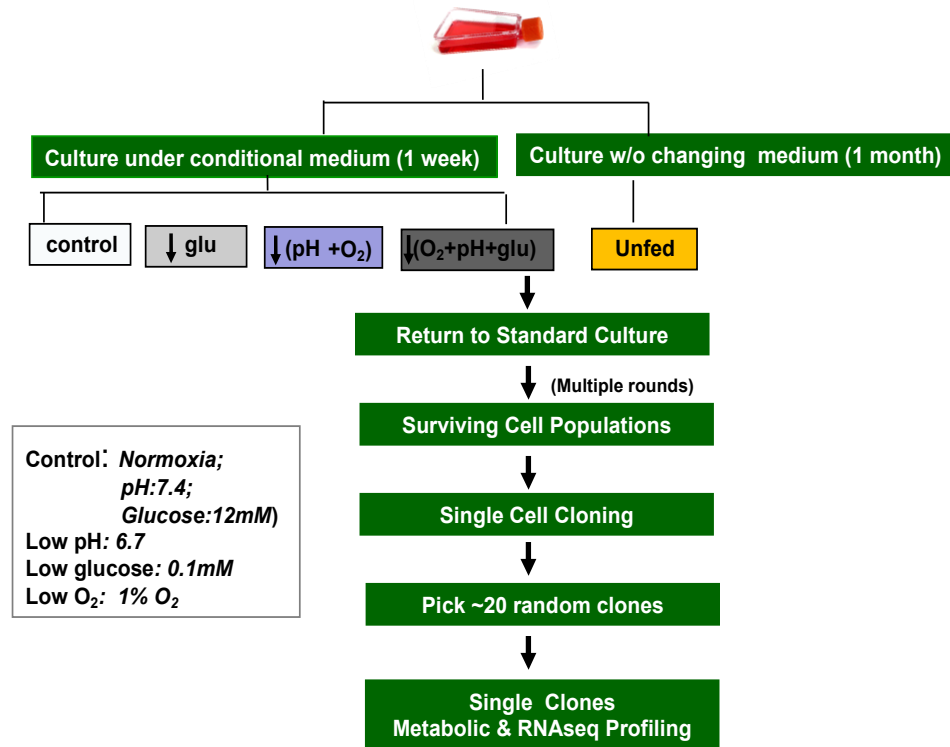 Culture under conditional medium (1 week)
Culture w/o changing medium (1 month)
control
↓ glu
↓(pH +O₂)
↓(O₂+pH+glu)
Unfed
Return to Standard Culture
(Multiple rounds)
Surviving Cell Populations
Single Cell Cloning
Pick ~20 random clones
Single Clones
Metabolic & RNAseq Profiling
Control: Normoxia;
pH:7.4;
Glucose:12mM)
Low pH: 6.7
Low glucose: 0.1mM
Low O₂: 1% O₂